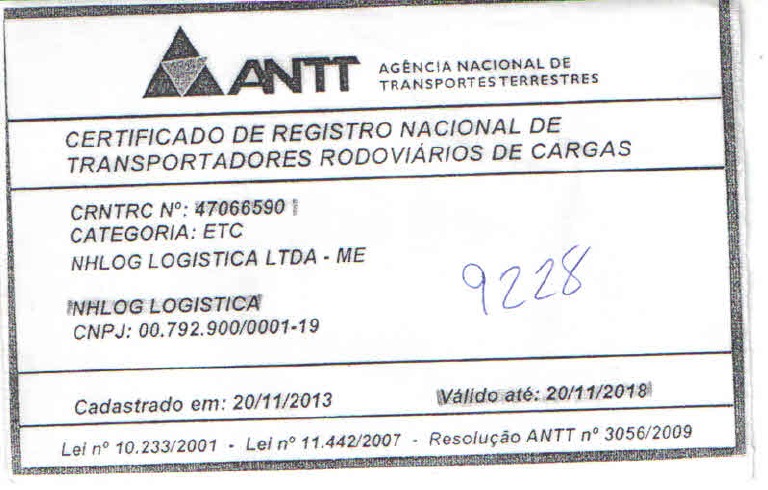 ANTT AGÊNCIA NACIONAL DE
TRANSPORTES TERRESTRES
CERTIFICADO DE REGISTRO NACIONAL DE
TRANSPORTADORES RODOVIÁRIOS DE CARGAS
CRNTRC Nº: 47066590
CATEGORIA: ETC
NHLOG LOGISTICA LTDA - ME
9228
NHLOG LOGISTICA
CNPJ: 00.792.900/0001-19
Cadastrado em: 20/11/2013 Válido até: 20/11/2018
Lei nº 10.233/2001 - Lei nº 11.442/2007 - Resolução ANTT nº 3056/2009